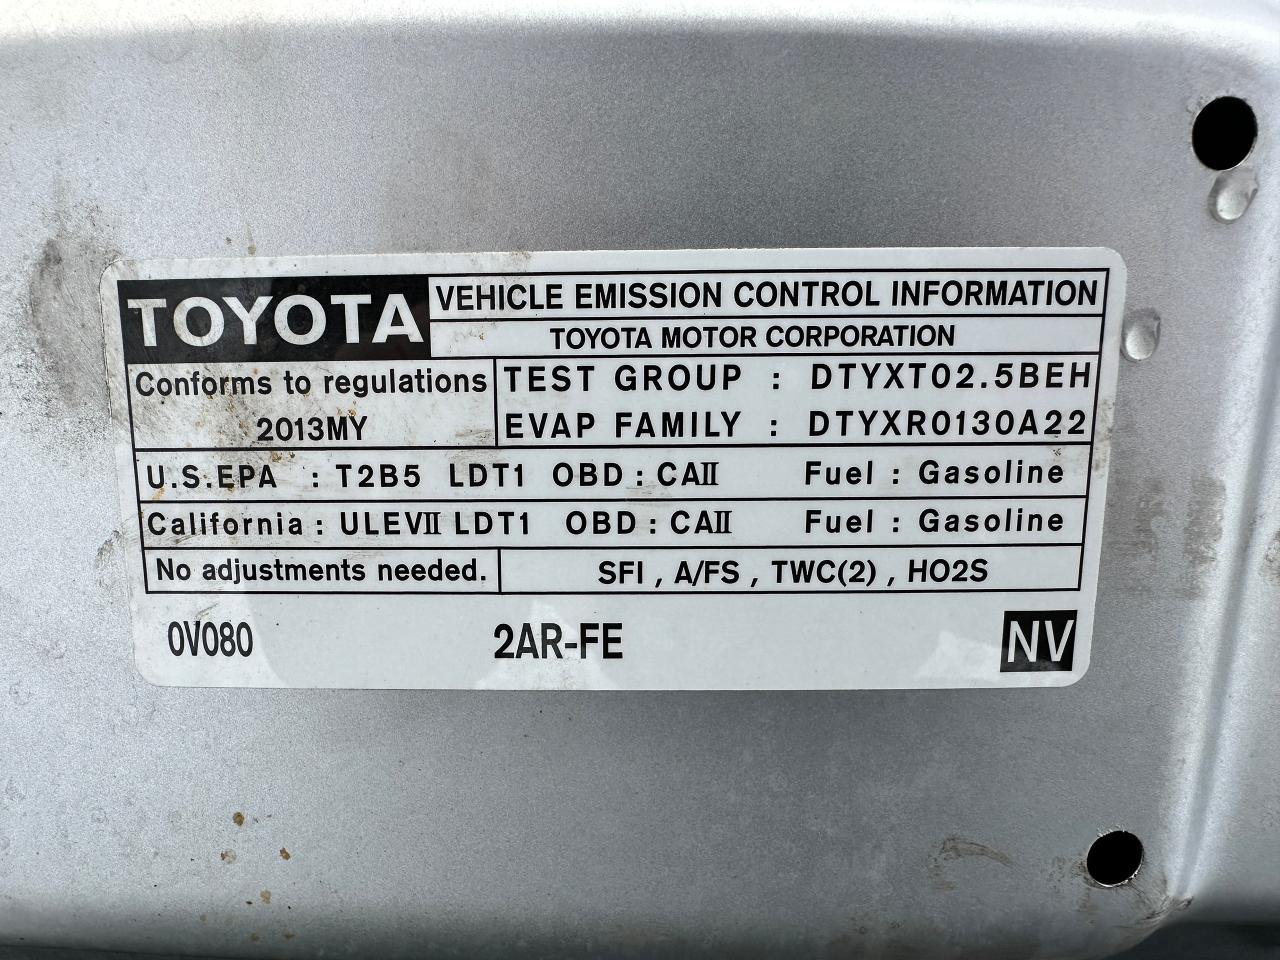 TOYOTA
VEHICLE EMISSION CONTROL INFORMATION
TOYOTA MOTOR CORPORATION
Conforms to regulations
2013MY
TEST GROUP : DTYXT02.5BEH
EVAP FAMILY : DTYXR0130A22
U.S.EPA : T2B5 LDT1 OBD : CAII Fuel : Gasoline
California : ULEVII LDT1 OBD : CAII Fuel : Gasoline
No adjustments needed.
SFI , A/FS , TWC(2) , HO2S
0V080 2AR-FE NV